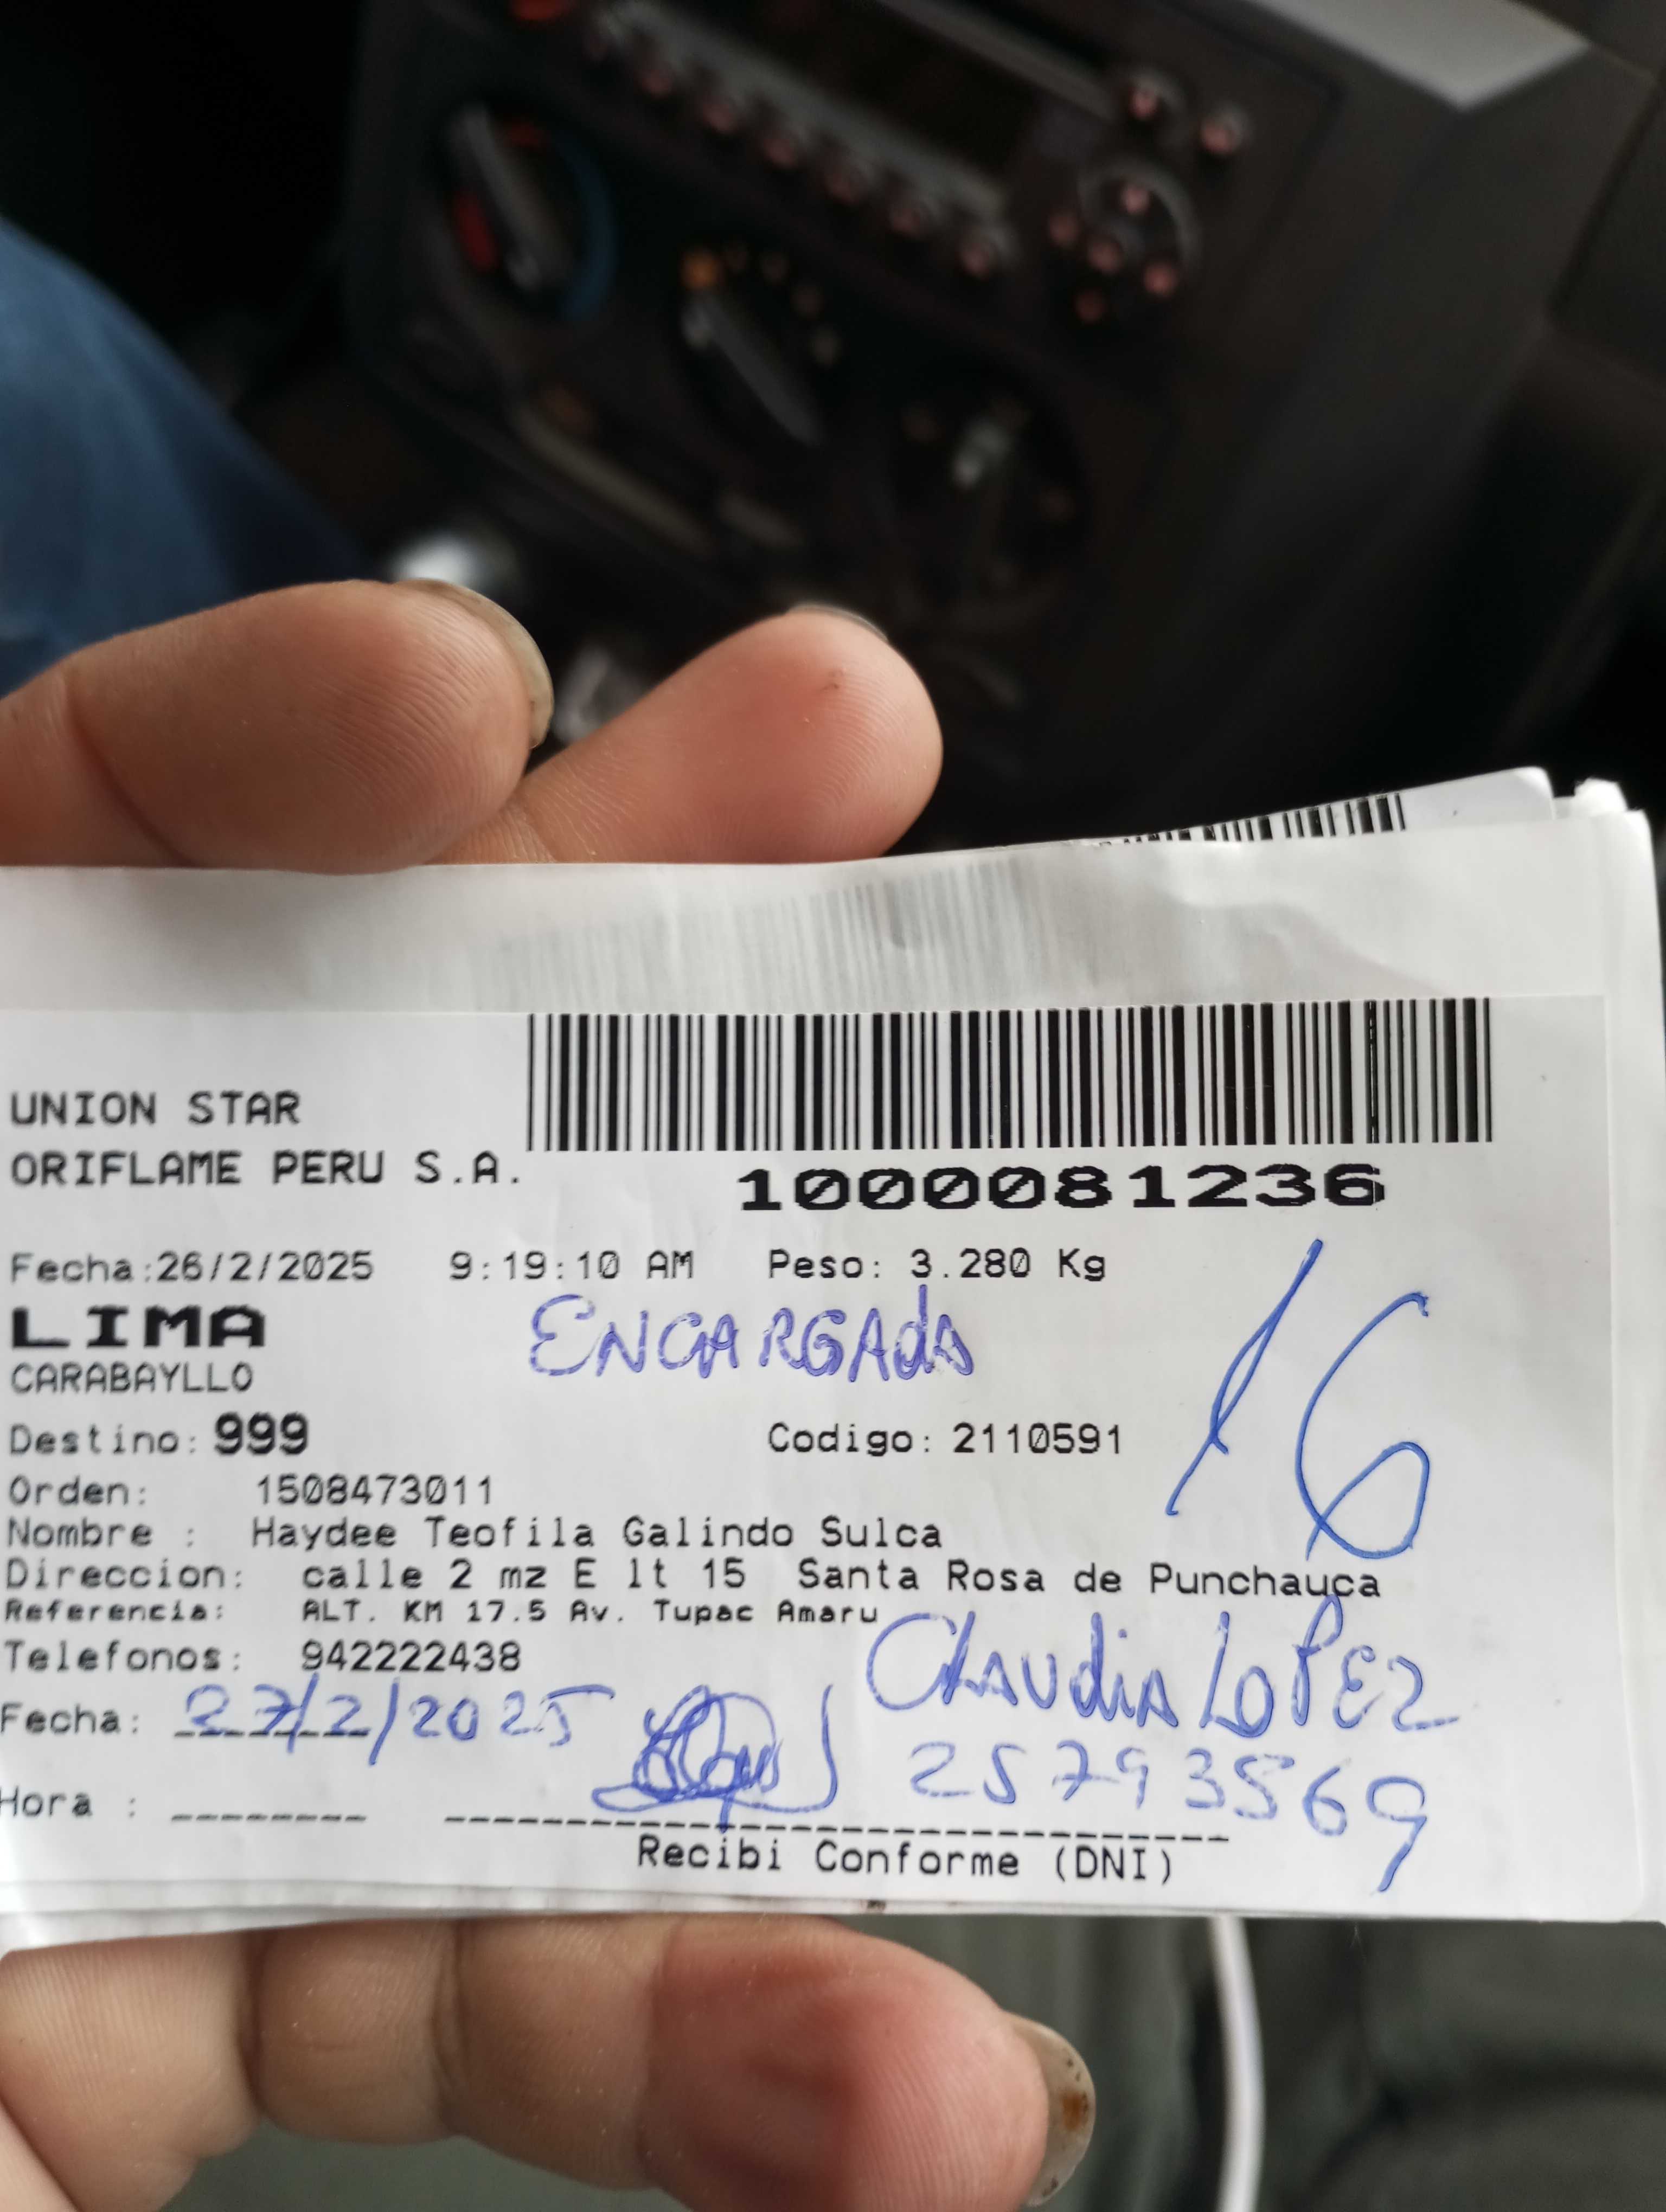 UNION STAR
ORIFLAME PERU S.A.
1000081236
Fecha:26/2/2025 9:19:10 AM Peso: 3.280 Kg
LIMA
ENCARGADA
CARABAYLLO
16
Destino: 999 Codigo: 2110591
Orden: 1508473011
Nombre : Haydee Teofila Galindo Sulca
Direccion: calle 2 mz E lt 15 Santa Rosa de Punchauca
Referencia: ALT. KM 17.5 Av. Tupac Amaru
Telefonos: 942222438
Claudia LoPEz
Fecha: 27/2/2025
25793569
Hora :
Recibi Conforme (DNI)